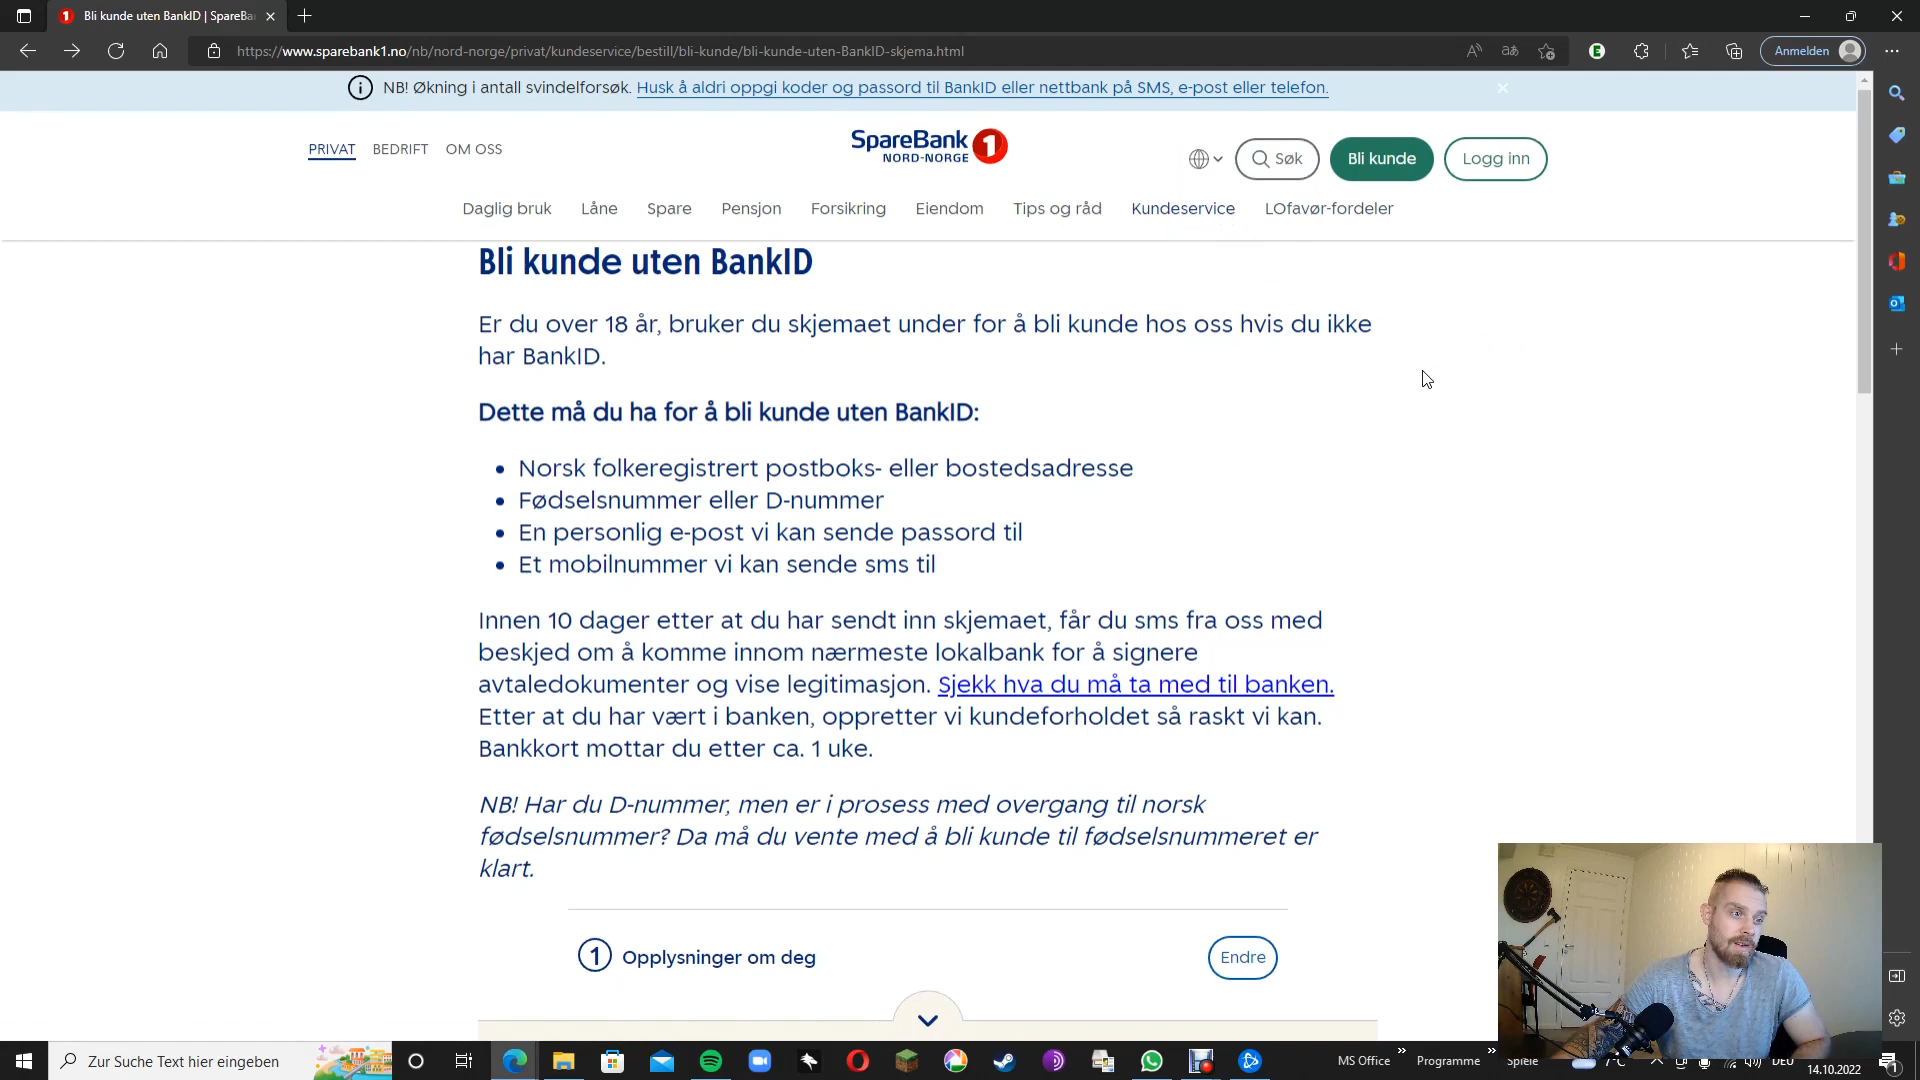 Bli kunde uten BankID | SpareBa
https://www.sparebank1.no/nb/nord-norge/privat/kundeservice/bestill/bli-kunde/bli-kunde-uten-BankID-skjema.html
Anmelden
NB! Økning i antall svindelforsøk. Husk å aldri oppgi koder og passord til BankID eller nettbank på SMS, e-post eller telefon.
PRIVAT BEDRIFT OM OSS
SpareBank 1
NORD-NORGE
Søk
Bli kunde
Logg inn
Daglig bruk Låne Spare Pensjon Forsikring Eiendom Tips og råd Kundeservice LOfavør-fordeler
Bli kunde uten BankID
Er du over 18 år, bruker du skjemaet under for å bli kunde hos oss hvis du ikke
har BankID.
Dette må du ha for å bli kunde uten BankID:
• Norsk folkeregistrert postboks- eller bostedsadresse
• Fødselsnummer eller D-nummer
• En personlig e-post vi kan sende passord til
• Et mobilnummer vi kan sende sms til
Innen 10 dager etter at du har sendt inn skjemaet, får du sms fra oss med
beskjed om å komme innom nærmeste lokalbank for å signere
avtaledokumenter og vise legitimasjon. Sjekk hva du må ta med til banken.
Etter at du har vært i banken, oppretter vi kundeforholdet så raskt vi kan.
Bankkort mottar du etter ca. 1 uke.
NB! Har du D-nummer, men er i prosess med overgang til norsk
fødselsnummer? Da må du vente med å bli kunde til fødselsnummeret er
klart.
1 Opplysninger om deg
Endre
Zur Suche Text hier eingeben
MS Office » Programme » Spiele
DEU
14.10.2022